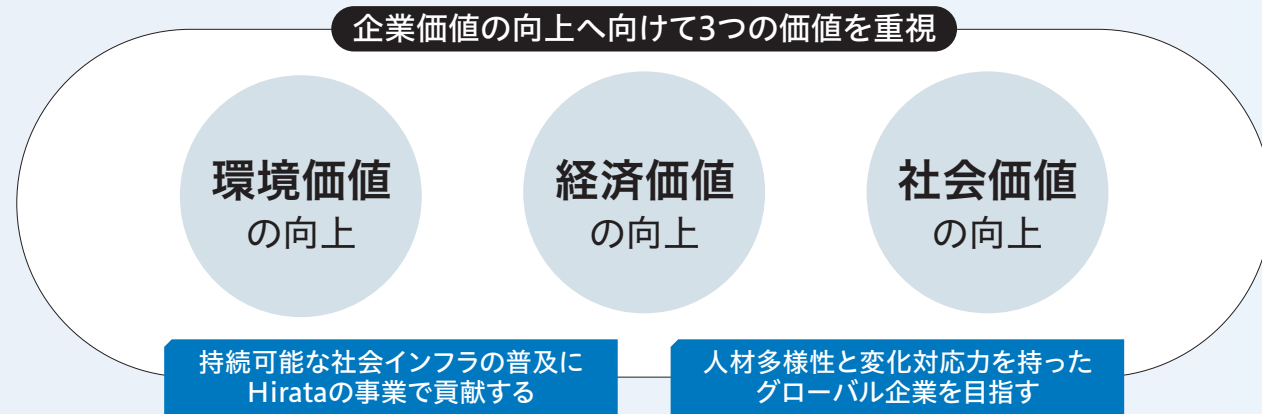 企業価値の向上へ向けて3つの価値を重視
環境価値
の向上
経済価値
の向上
社会価値
の向上
持続可能な社会インフラの普及に
Hirataの事業で貢献する
人材多様性と変化対応力を持った
グローバル企業を目指す